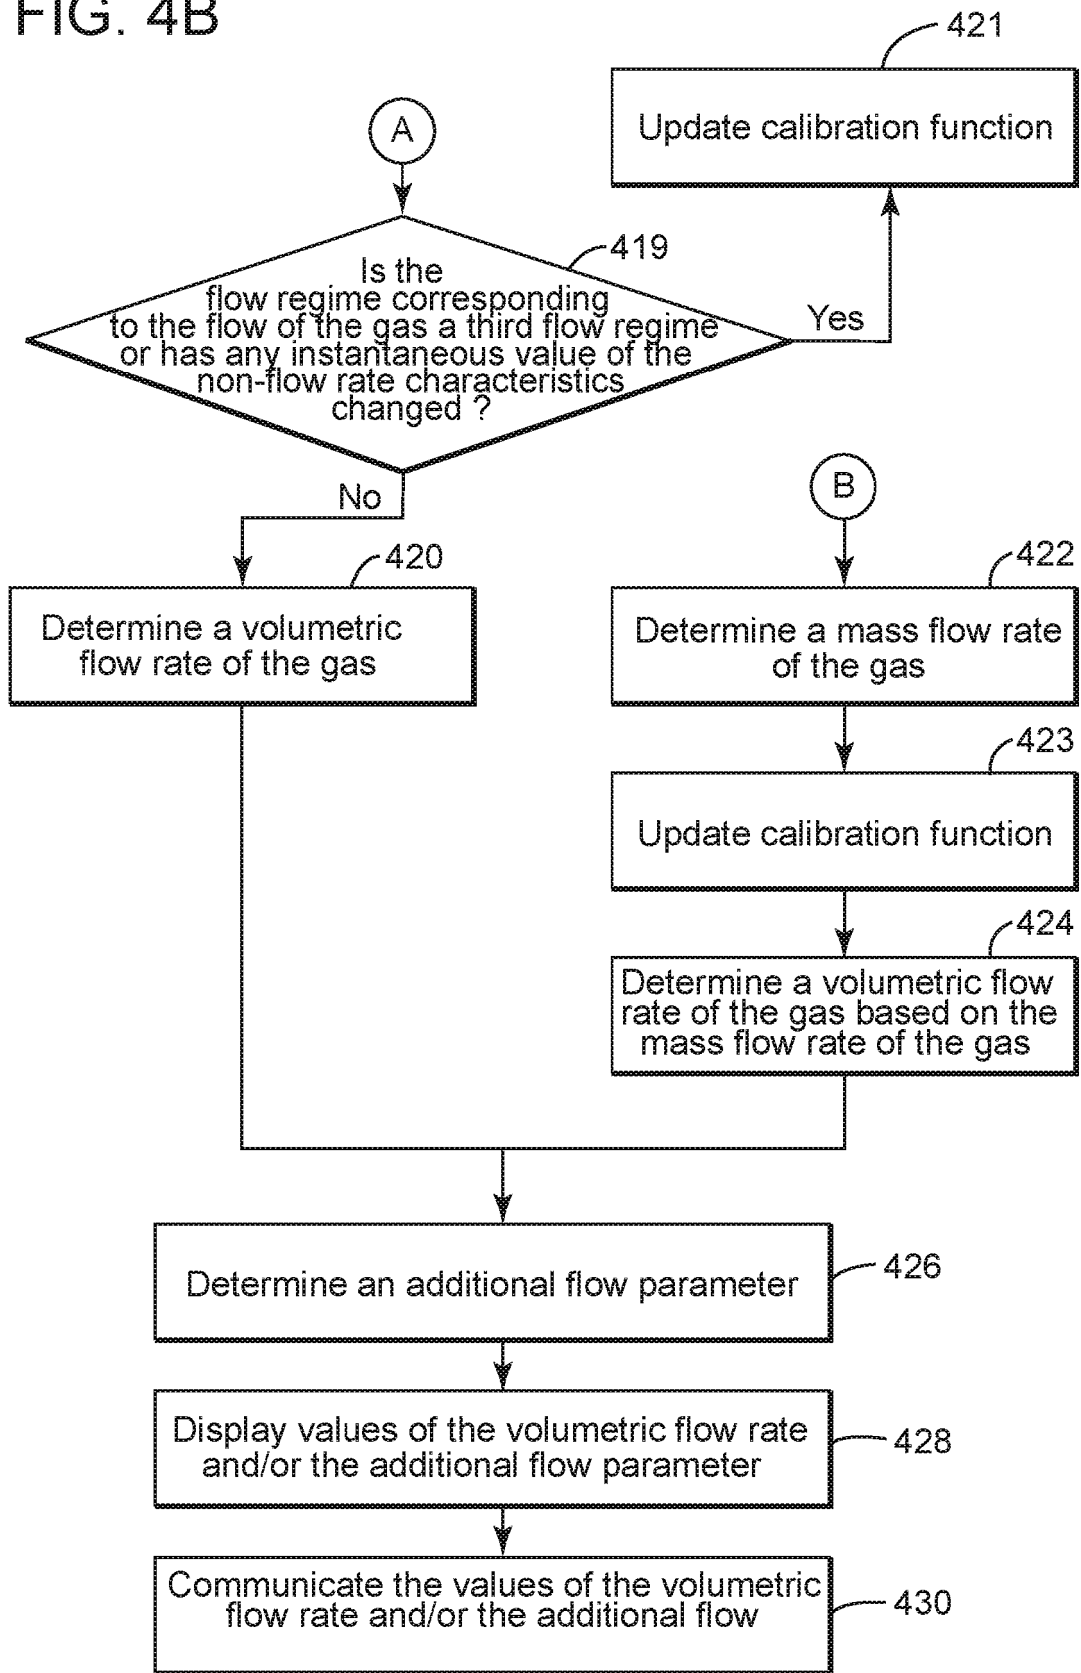 FIG. 4B
421
Update calibration function
A
419
Is the
flow regime corresponding
to the flow of the gas a third flow regime
or has any instantaneous value of the
non-flow rate characteristics
changed ?
Yes
No
B
420
Determine a volumetric
flow rate of the gas
422
Determine a mass flow rate
of the gas
423
Update calibration function
424
Determine a volumetric flow
rate of the gas based on the
mass flow rate of the gas
426
Determine an additional flow parameter
Display values of the volumetric flow rate
and/or the additional flow parameter
428
Communicate the values of the volumetric
flow rate and/or the additional flow
430